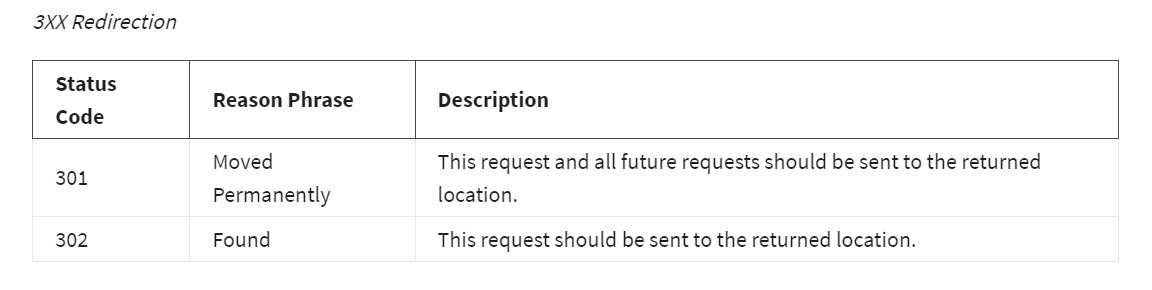 3XX Redirection
Status
Code
Reason Phrase
Description
301
Moved
Permanently
This request and all future requests should be sent to the returned
location.
302
Found
This request should be sent to the returned location.